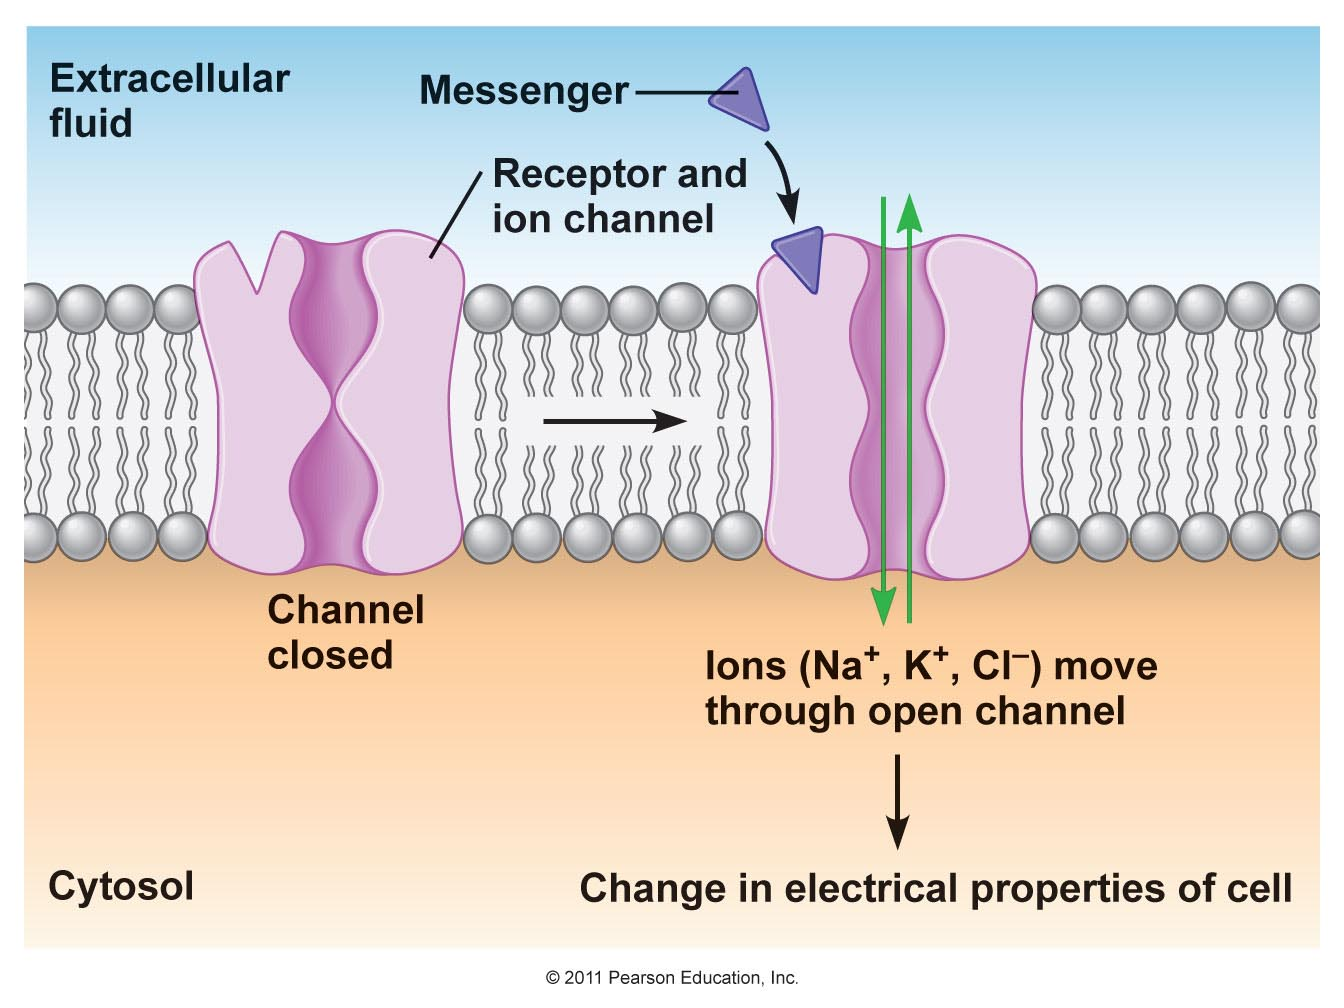 Extracellular
fluid
Messenger
Receptor and
ion channel
Channel
closed
Ions (Na⁺, K⁺, Cl⁻) move
through open channel
Cytosol
Change in electrical properties of cell
© 2011 Pearson Education, Inc.